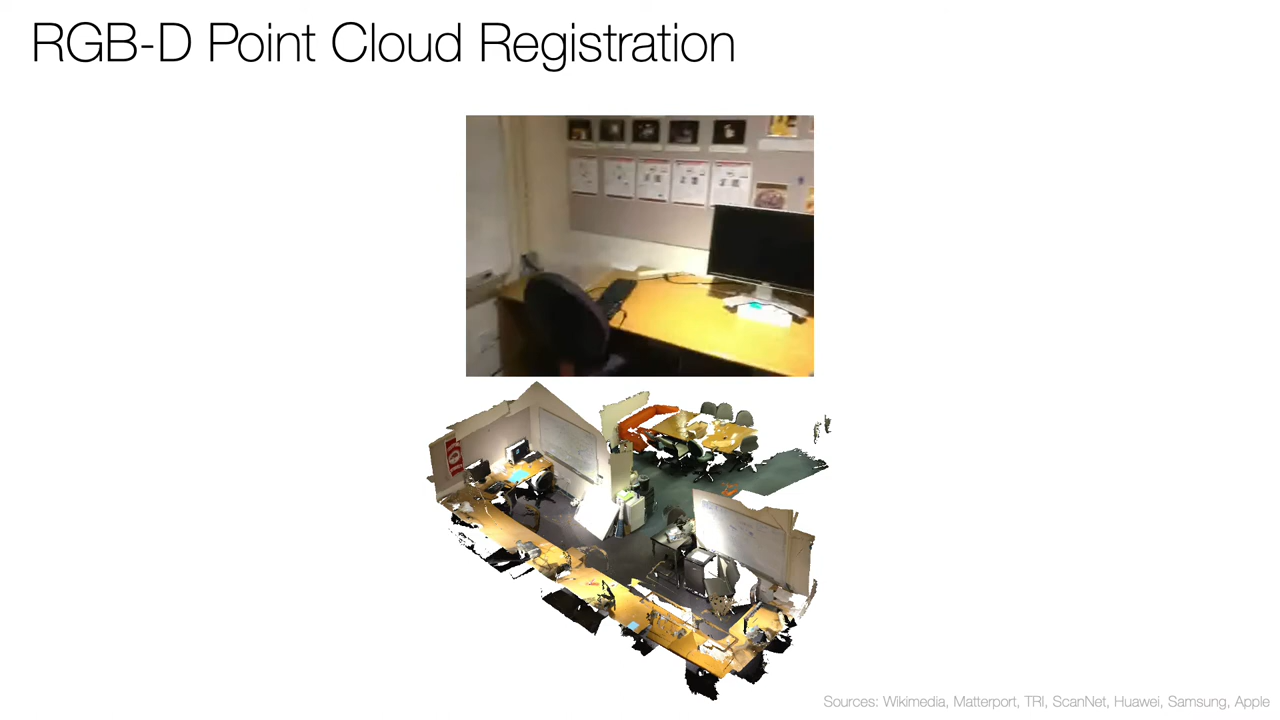 RGB-D Point Cloud Registration
Sources: Wikimedia, Matterport, TRI, ScanNet, Huawei, Samsung, Apple